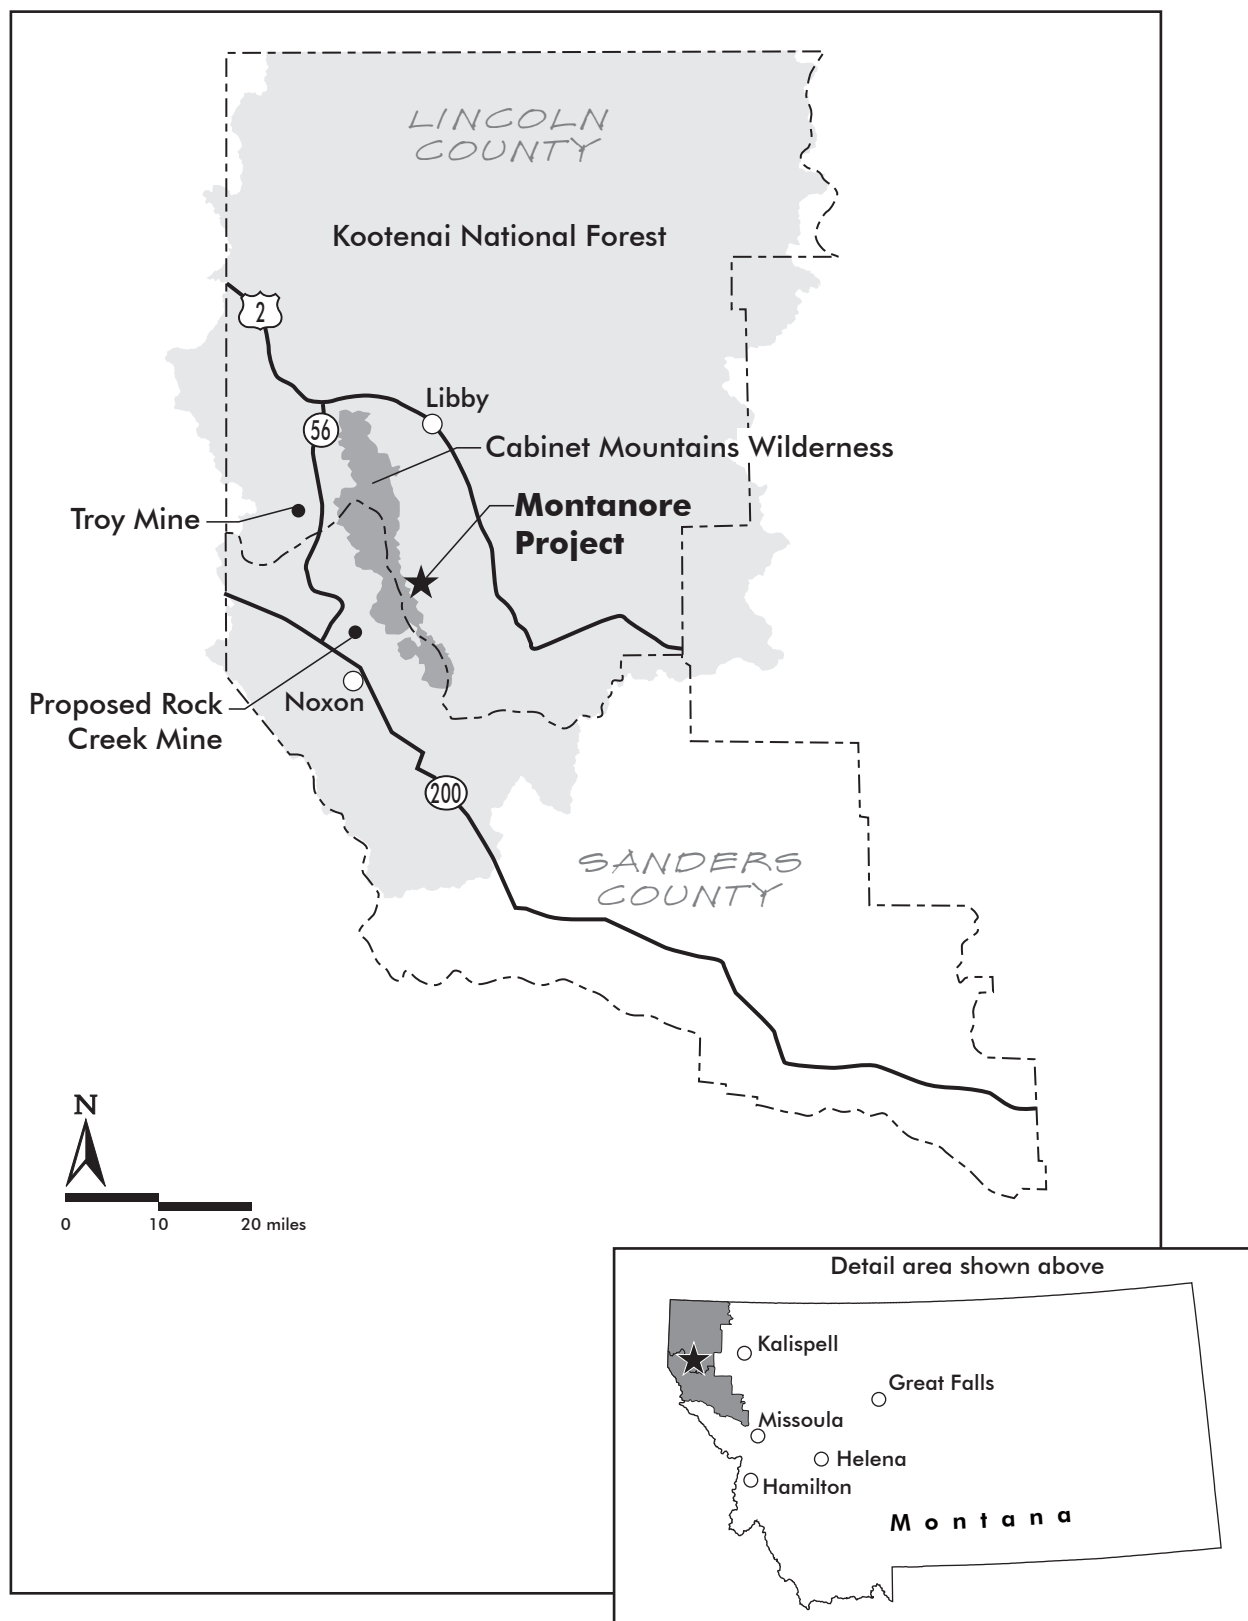 LINCOLN
COUNTY
Kootenai National Forest
2
Libby
56
Cabinet Mountains Wilderness
Montanore
Project
Troy Mine
Proposed Rock
Creek Mine
Noxon
200
SANDERS
COUNTY
N
0 10 20 miles
Detail area shown above
Kalispell
Great Falls
Missoula
Helena
Hamilton
Montana